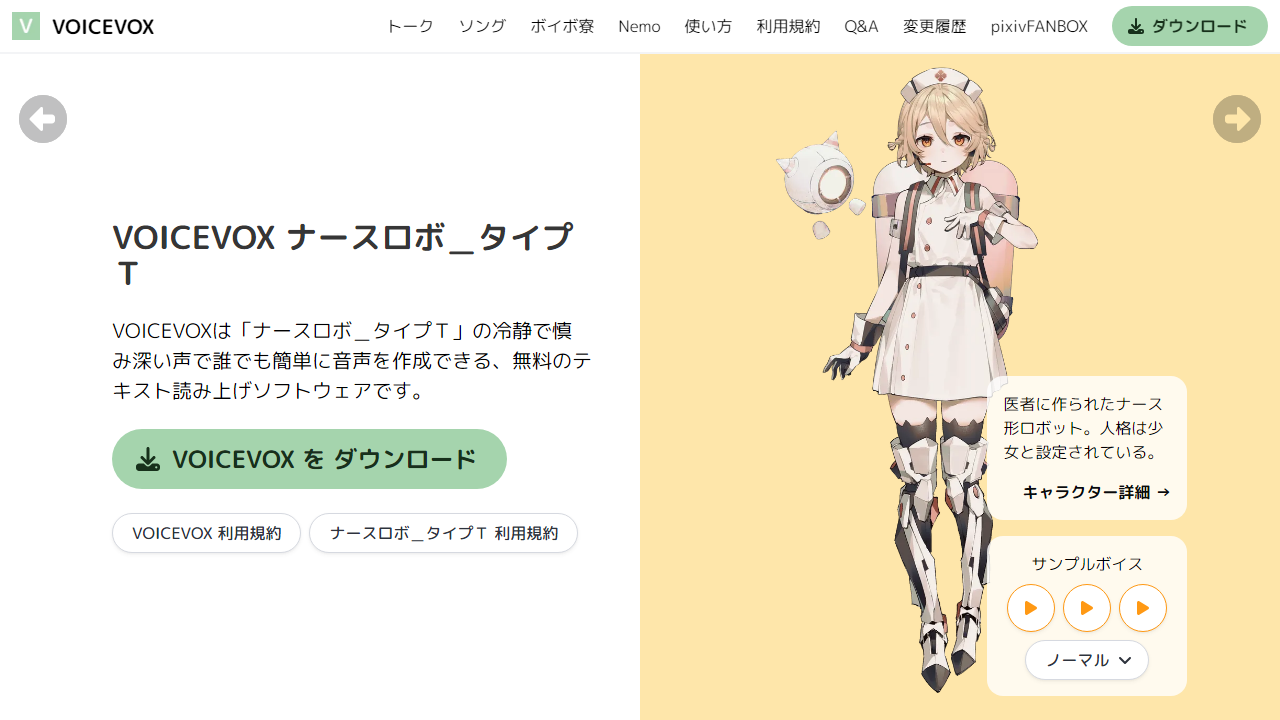 V VOICEVOX トーク ソング ボイボ寮 Nemo 使い方 利用規約 Q&A 変更履歴 pixivFANBOX ダウンロード
VOICEVOX ナースロボ＿タイプ
Ｔ
VOICEVOXは「ナースロボ＿タイプＴ」の冷静で慎
み深い声で誰でも簡単に音声を作成できる、無料のテ
キスト読み上げソフトウェアです。
VOICEVOX を ダウンロード
VOICEVOX 利用規約 ナースロボ＿タイプＴ 利用規約
医者に作られたナース
形ロボット。人格は少
女と設定されている。
キャラクター詳細 →
サンプルボイス
ノーマル